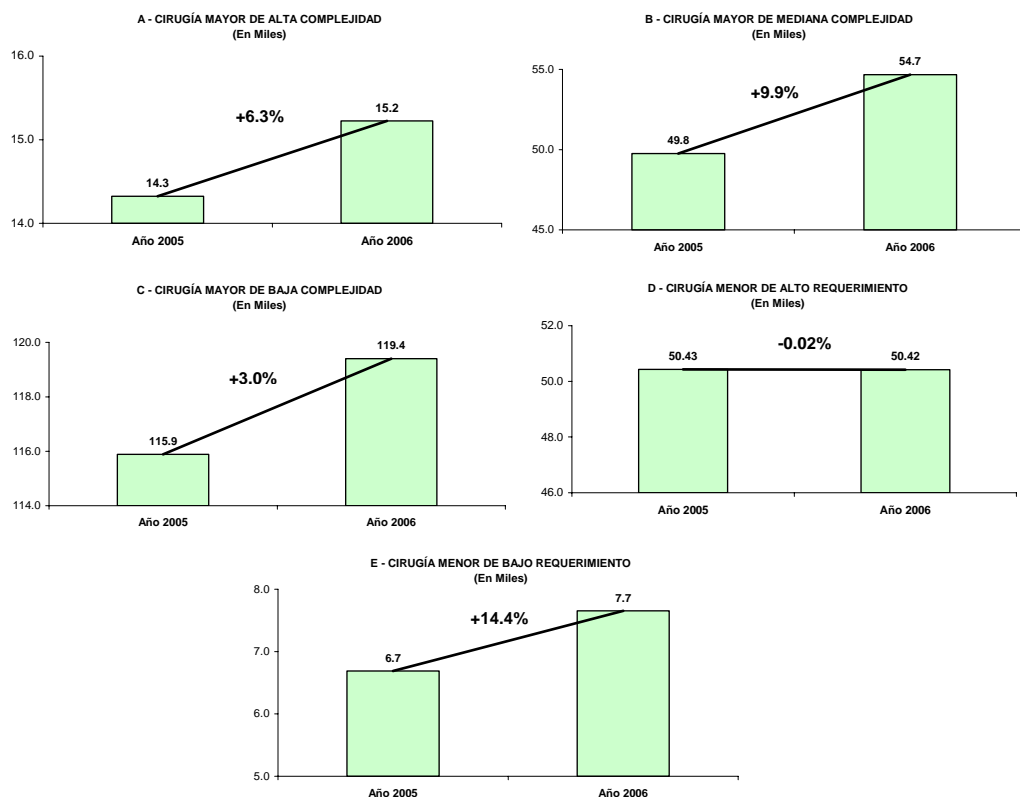 A - CIRUGÍA MAYOR DE ALTA COMPLEJIDAD
(En Miles)
16.0
15.0
14.0
+6.3%
14.3
15.2
Año 2005
Año 2006
B - CIRUGÍA MAYOR DE MEDIANA COMPLEJIDAD
(En Miles)
55.0
50.0
45.0
+9.9%
49.8
54.7
Año 2005
Año 2006
C - CIRUGÍA MAYOR DE BAJA COMPLEJIDAD
(En Miles)
120.0
118.0
116.0
114.0
+3.0%
115.9
119.4
Año 2005
Año 2006
D - CIRUGÍA MENOR DE ALTO REQUERIMIENTO
(En Miles)
52.0
50.0
48.0
46.0
-0.02%
50.43
50.42
Año 2005
Año 2006
E - CIRUGÍA MENOR DE BAJO REQUERIMIENTO
(En Miles)
8.0
7.0
6.0
5.0
+14.4%
6.7
7.7
Año 2005
Año 2006